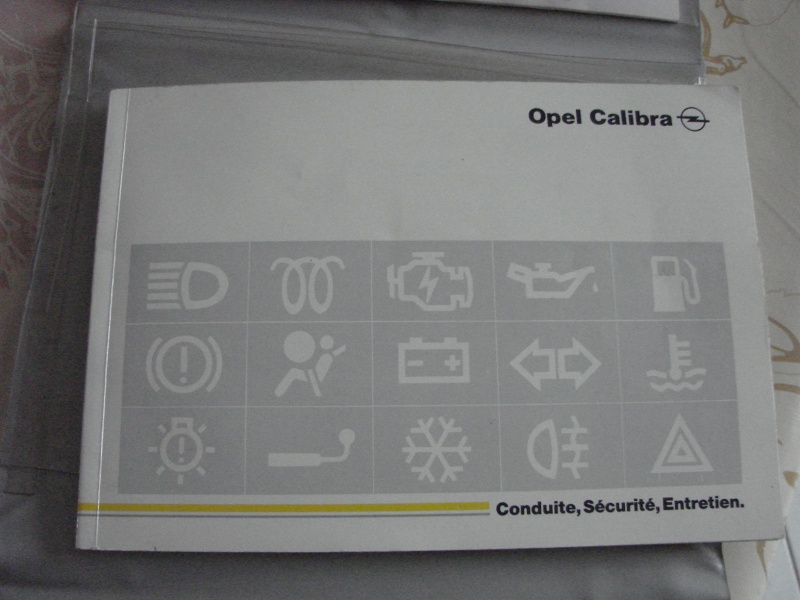 Opel Calibra
Conduite, Sécurité, Entretien.